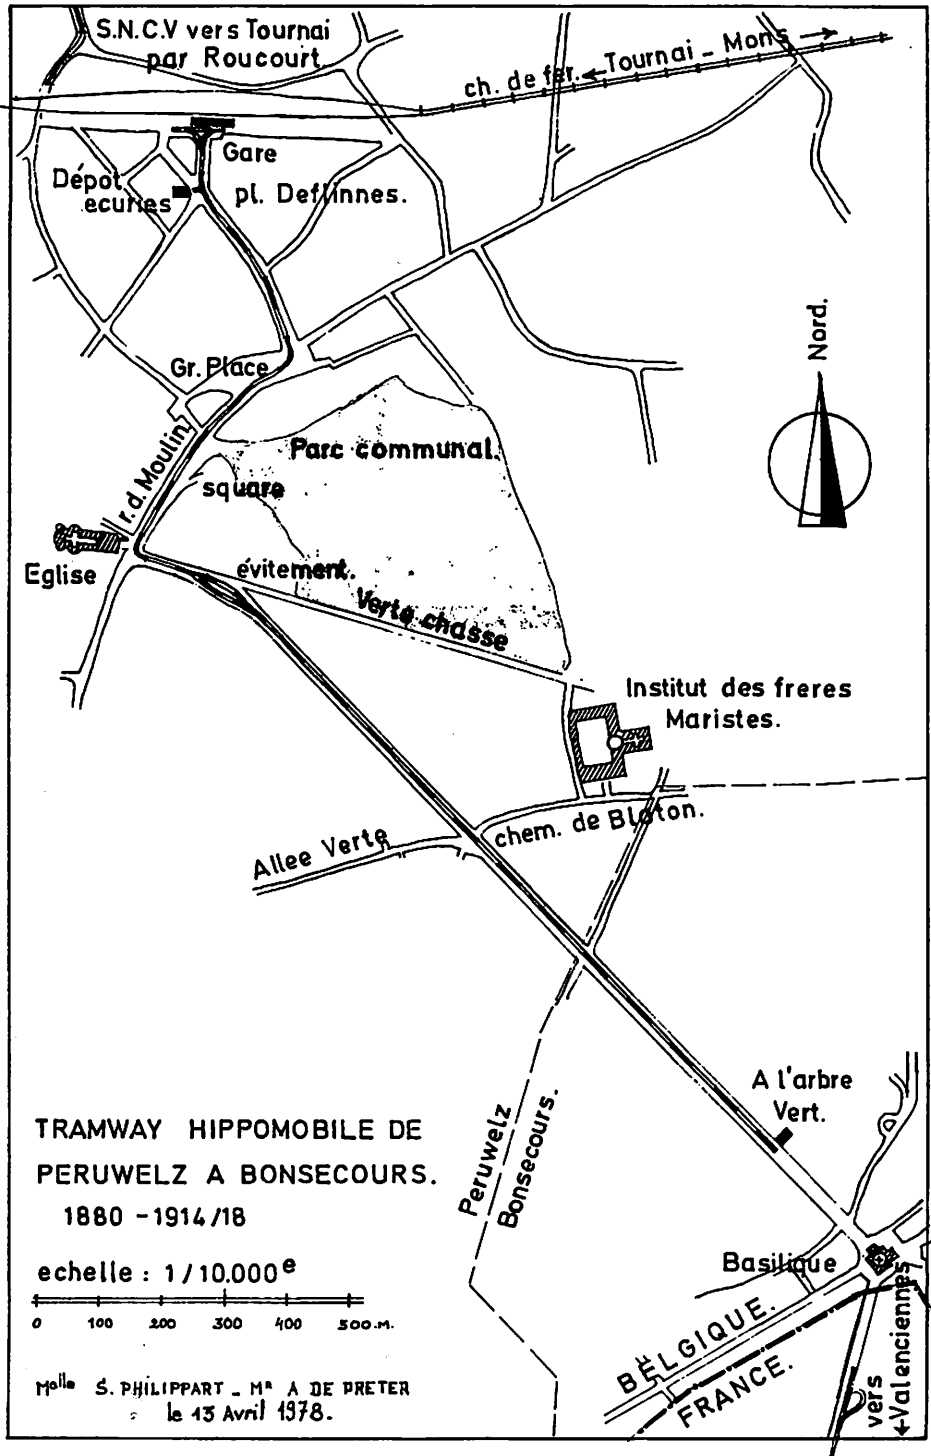 S.N.C.V vers Tournai
par Roucourt.
ch. de fer. ← Tournai - Mons →
Gare
Dépot
ecuries
pl. Deflinnes.
Nord.
Gr. Place
Parc communal.
r. d. Moulin.
square
Eglise
évitement.
Verte chasse
Institut des freres
Maristes.
chem. de Blaton.
Allee Verte
A l'arbre
Vert.
Peruwelz
Bonsecours.
TRAMWAY HIPPOMOBILE DE
PERUWELZ A BONSECOURS.
1880 - 1914/18
echelle : 1/10.000e
0 100 200 300 400 500.M.
Basilique
BELGIQUE.
FRANCE.
vers
← Valenciennes
Melle S. PHILIPPART _ Mr A DE PRETER
le 13 Avril 1978.